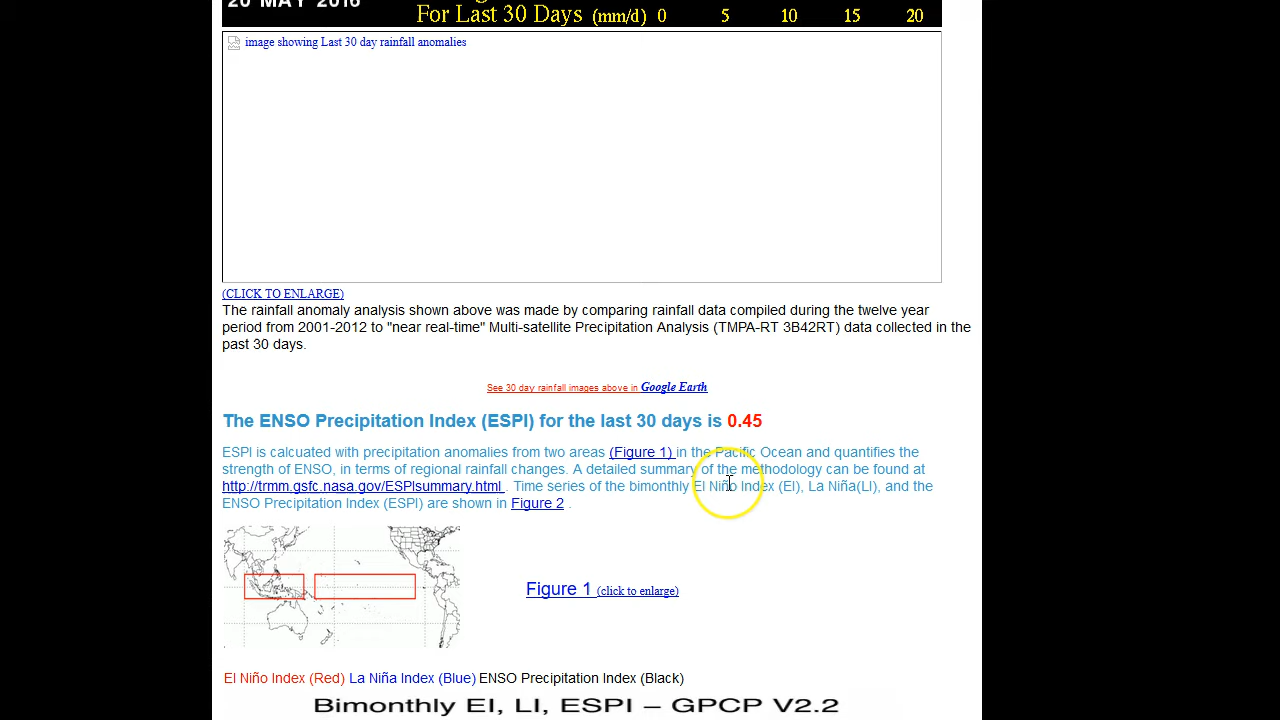 20 MAY 2016
For Last 30 Days (mm/d) 0 5 10 15 20
image showing Last 30 day rainfall anomalies
(CLICK TO ENLARGE)
The rainfall anomaly analysis shown above was made by comparing rainfall data compiled during the twelve year
period from 2001-2012 to "near real-time" Multi-satellite Precipitation Analysis (TMPA-RT 3B42RT) data collected in the
past 30 days.
See 30 day rainfall images above in Google Earth
The ENSO Precipitation Index (ESPI) for the last 30 days is 0.45
ESPI is calcuated with precipitation anomalies from two areas (Figure 1) in the Pacific Ocean and quantifies the
strength of ENSO, in terms of regional rainfall changes. A detailed summary of the methodology can be found at
http://trmm.gsfc.nasa.gov/ESPIsummary.html . Time series of the bimonthly El Niño Index (EI), La Niña(LI), and the
ENSO Precipitation Index (ESPI) are shown in Figure 2 .
Figure 1 (click to enlarge)
El Niño Index (Red) La Niña Index (Blue) ENSO Precipitation Index (Black)
Bimonthly EI, LI, ESPI – GPCP V2.2